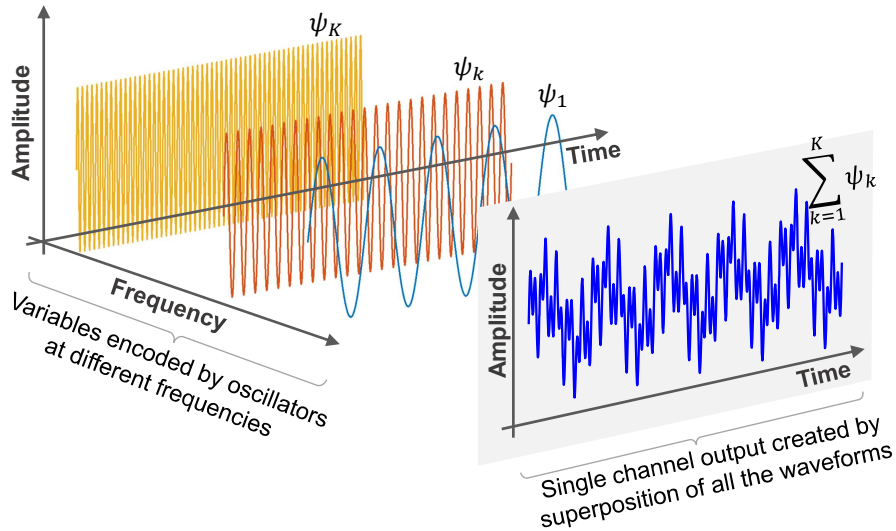 ψ_K
ψ_k
ψ_1
Amplitude
Time
Frequency
Variables encoded by oscillators
at different frequencies
K
∑ ψ_k
k=1
Amplitude
Time
Single channel output created by
superposition of all the waveforms